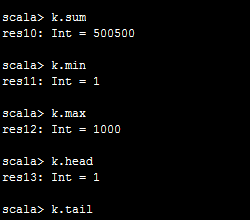 scala> k.sum
res10: Int = 500500
scala> k.min
res11: Int = 1
scala> k.max
res12: Int = 1000
scala> k.head
res13: Int = 1
scala> k.tail